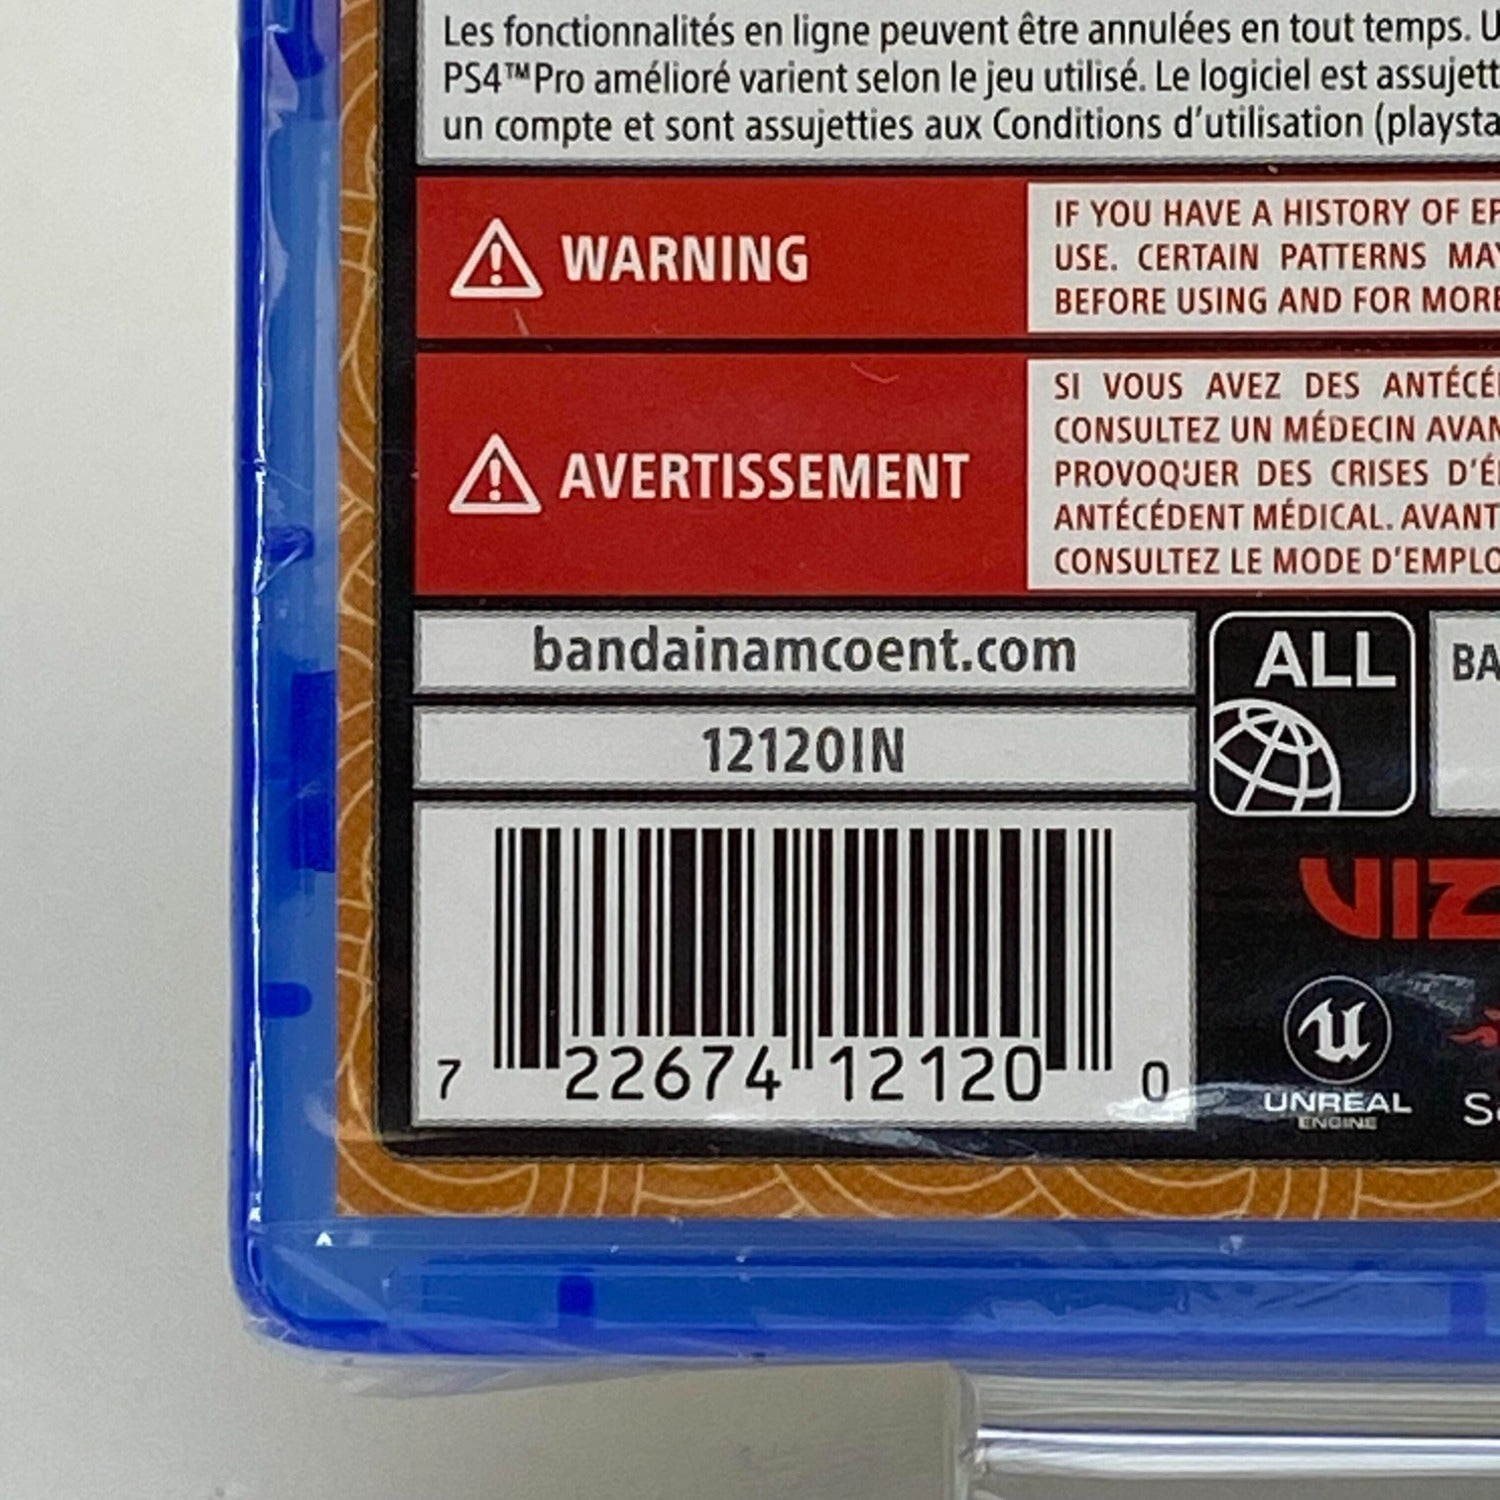 Les fonctionnalités en ligne peuvent être annulées en tout temps.
PS4™Pro amélioré varient selon le jeu utilisé. Le logiciel est
un compte et sont assujetties aux Conditions d'utilisation
WARNING
IF YOU HAVE A HISTORY OF
USE. CERTAIN PATTERNS
BEFORE USING AND FOR
AVERTISSEMENT
SI VOUS AVEZ DES
CONSULTEZ UN MÉDECIN
PROVOQUER DES CRISES
ANTÉCÉDENT MÉDICAL. AVANT
CONSULTEZ LE MODE
bandainamcoent.com
ALL
12120IN
VIZ
7 22674 12120 0
UNREAL
ENGINE